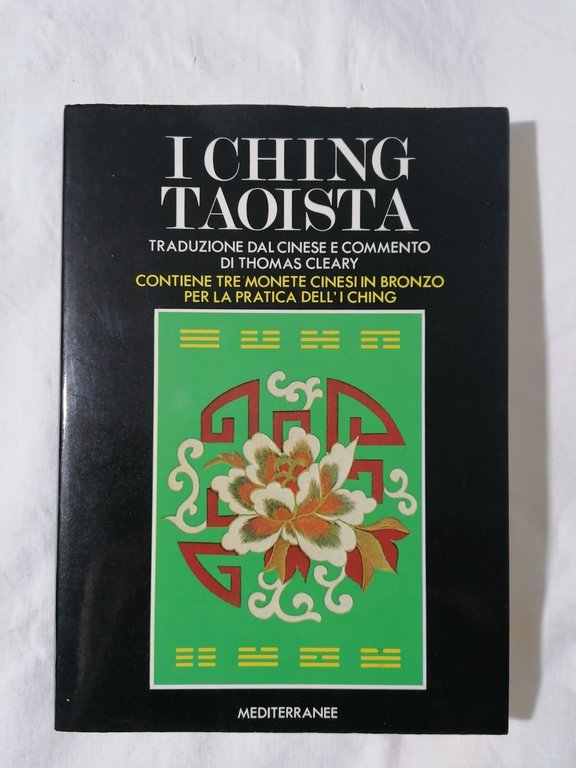 I CHING
TAOISTA
TRADUZIONE DAL CINESE E COMMENTO
DI THOMAS CLEARY
CONTIENE TRE MONETE CINESI IN BRONZO
PER LA PRATICA DELL'I CHING
MEDITERRANEE